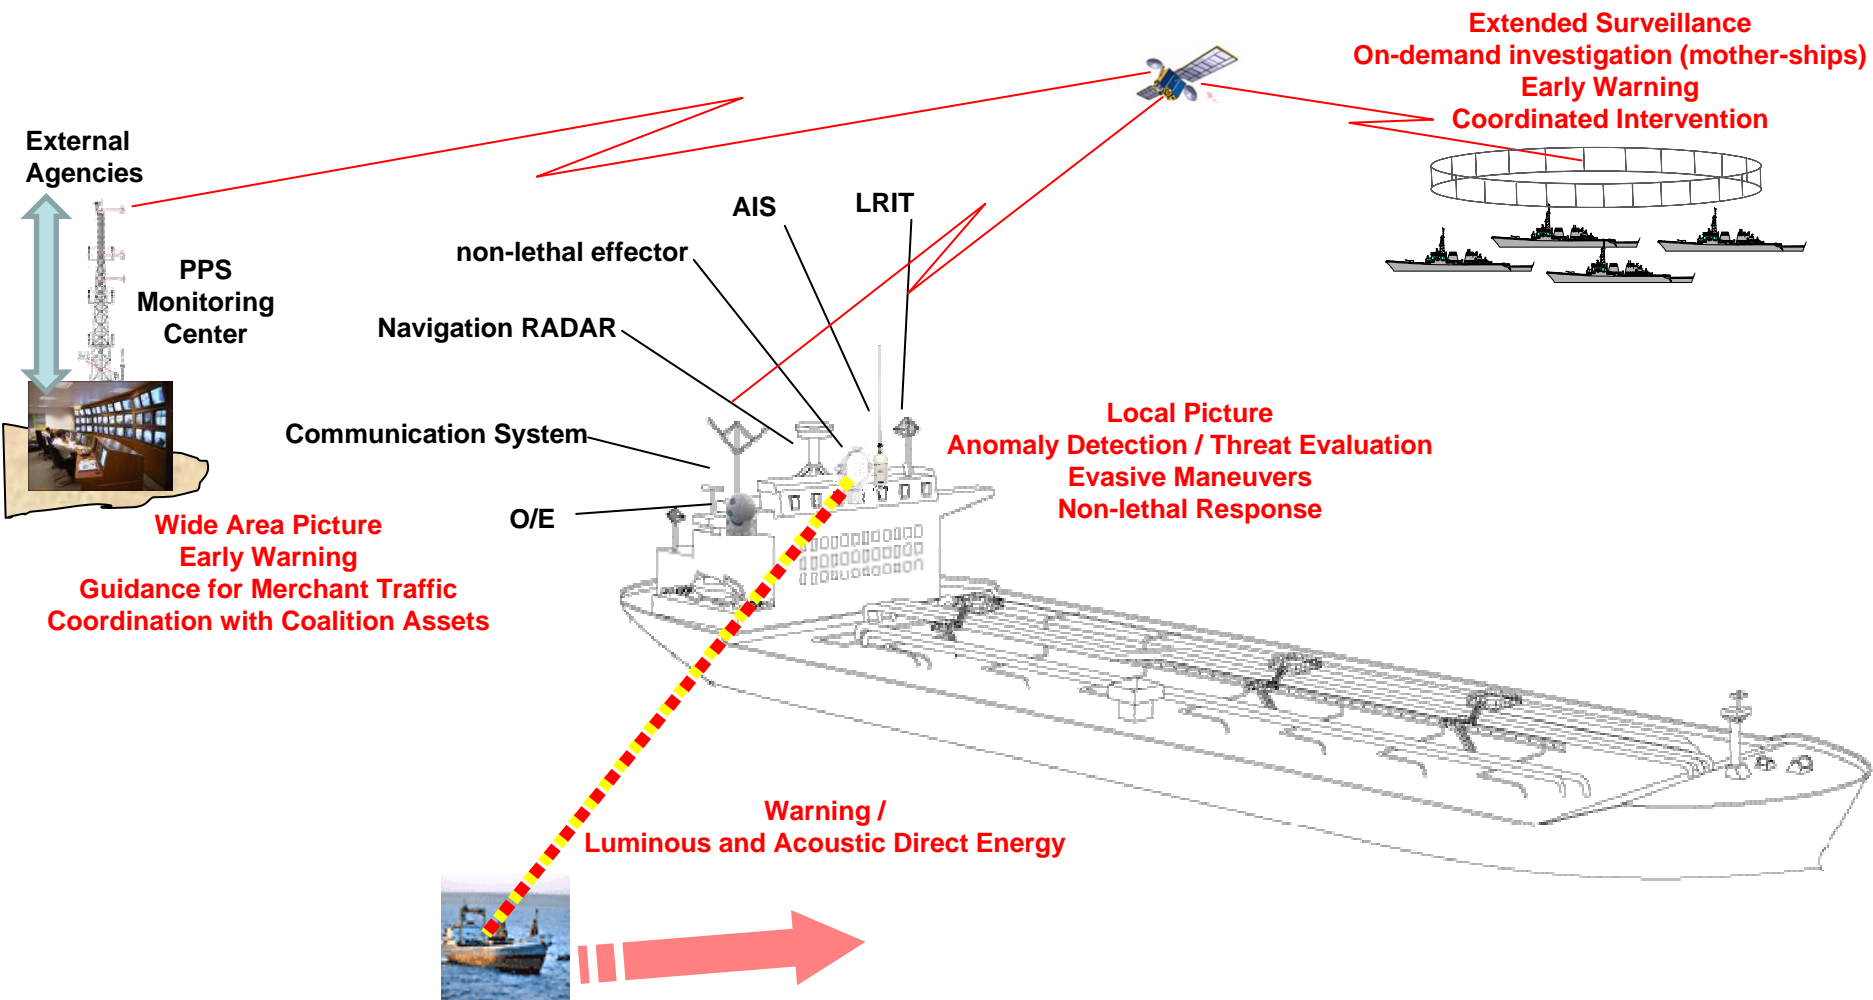 Extended Surveillance
On-demand investigation (mother-ships)
Early Warning
Coordinated Intervention
External
Agencies
PPS
Monitoring
Center
AIS
LRIT
non-lethal effector
Navigation RADAR
Communication System
O/E
Local Picture
Anomaly Detection / Threat Evaluation
Evasive Maneuvers
Non-lethal Response
Wide Area Picture
Early Warning
Guidance for Merchant Traffic
Coordination with Coalition Assets
Warning /
Luminous and Acoustic Direct Energy